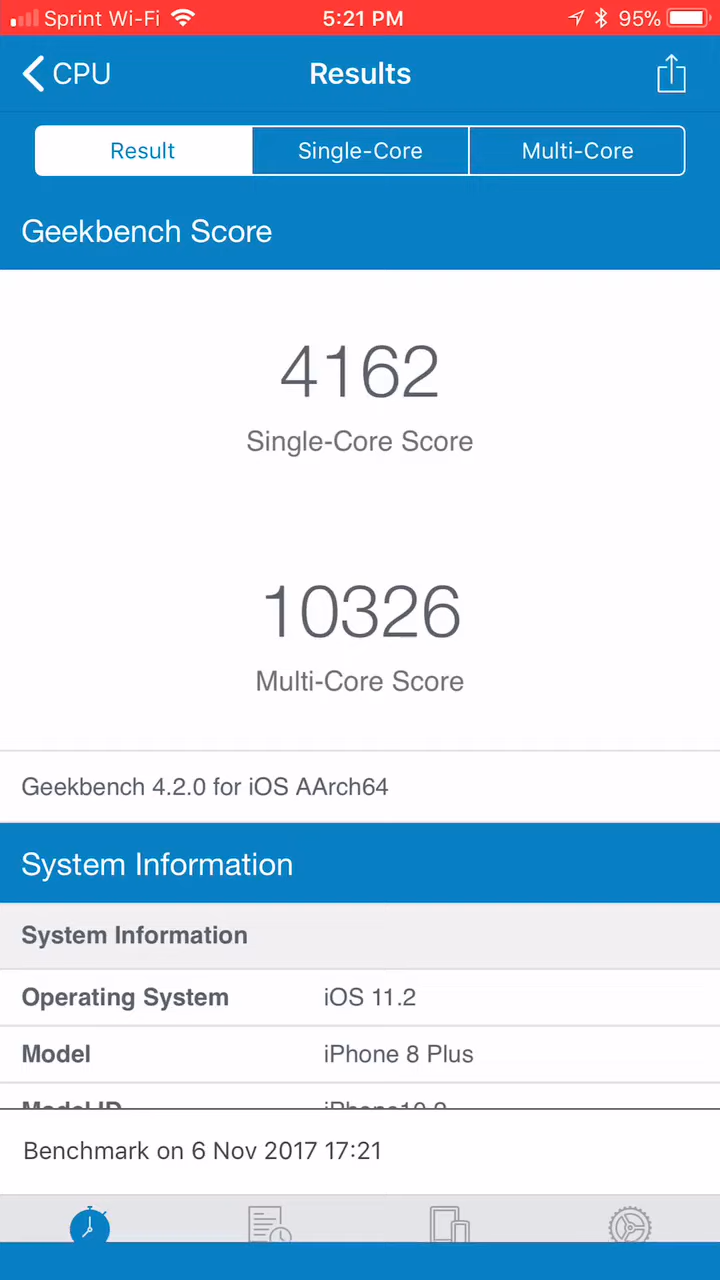 Sprint Wi-Fi 5:21 PM 95%
CPU Results
Result Single-Core Multi-Core
Geekbench Score
4162
Single-Core Score
10326
Multi-Core Score
Geekbench 4.2.0 for iOS AArch64
System Information
System Information
Operating System iOS 11.2
Model iPhone 8 Plus
Model ID
Benchmark on 6 Nov 2017 17:21